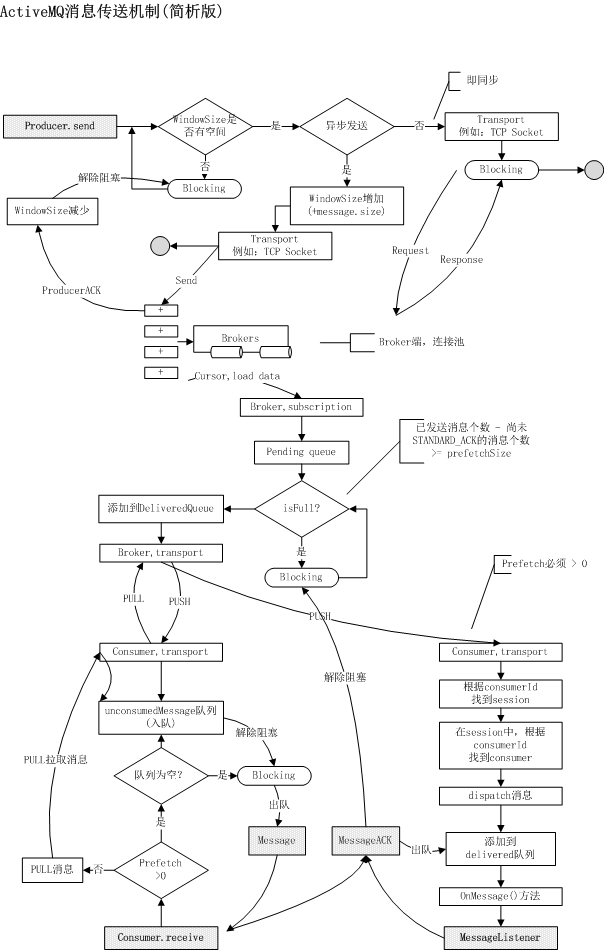 ActiveMQ消息传送机制(简析版)
即同步
Producer.send
WindowSize是
否有空间
是
异步发送
否
Transport
例如: TCP Socket
否
是
解除阻塞
Blocking
Blocking
WindowSize减少
WindowSize增加
(+message.size)
Transport
例如: TCP Socket
Request
Response
Send
ProducerACK
+
+
Brokers
Broker端，连接池
+
+
Cursor,load data
Broker,subscription
已发送消息个数 - 尚未
STANDARD_ACK的消息个数
>= prefetchSize
Pending queue
添加到DeliveredQueue
isFull?
是
Broker,transport
Blocking
Prefetch必须 > 0
PULL
PUSH
PUSH
Consumer,transport
Consumer,transport
解除阻塞
根据consumerId
找到session
unconsumedMessage队列
(入队)
解除阻塞
在session中，根据
consumerId
找到consumer
PULL拉取消息
队列为空?
是
Blocking
dispatch消息
出队
是
Message
MessageACK
出队
添加到
delivered队列
PULL消息
否
Prefetch
>0
OnMessage()方法
Consumer.receive
MessageListener